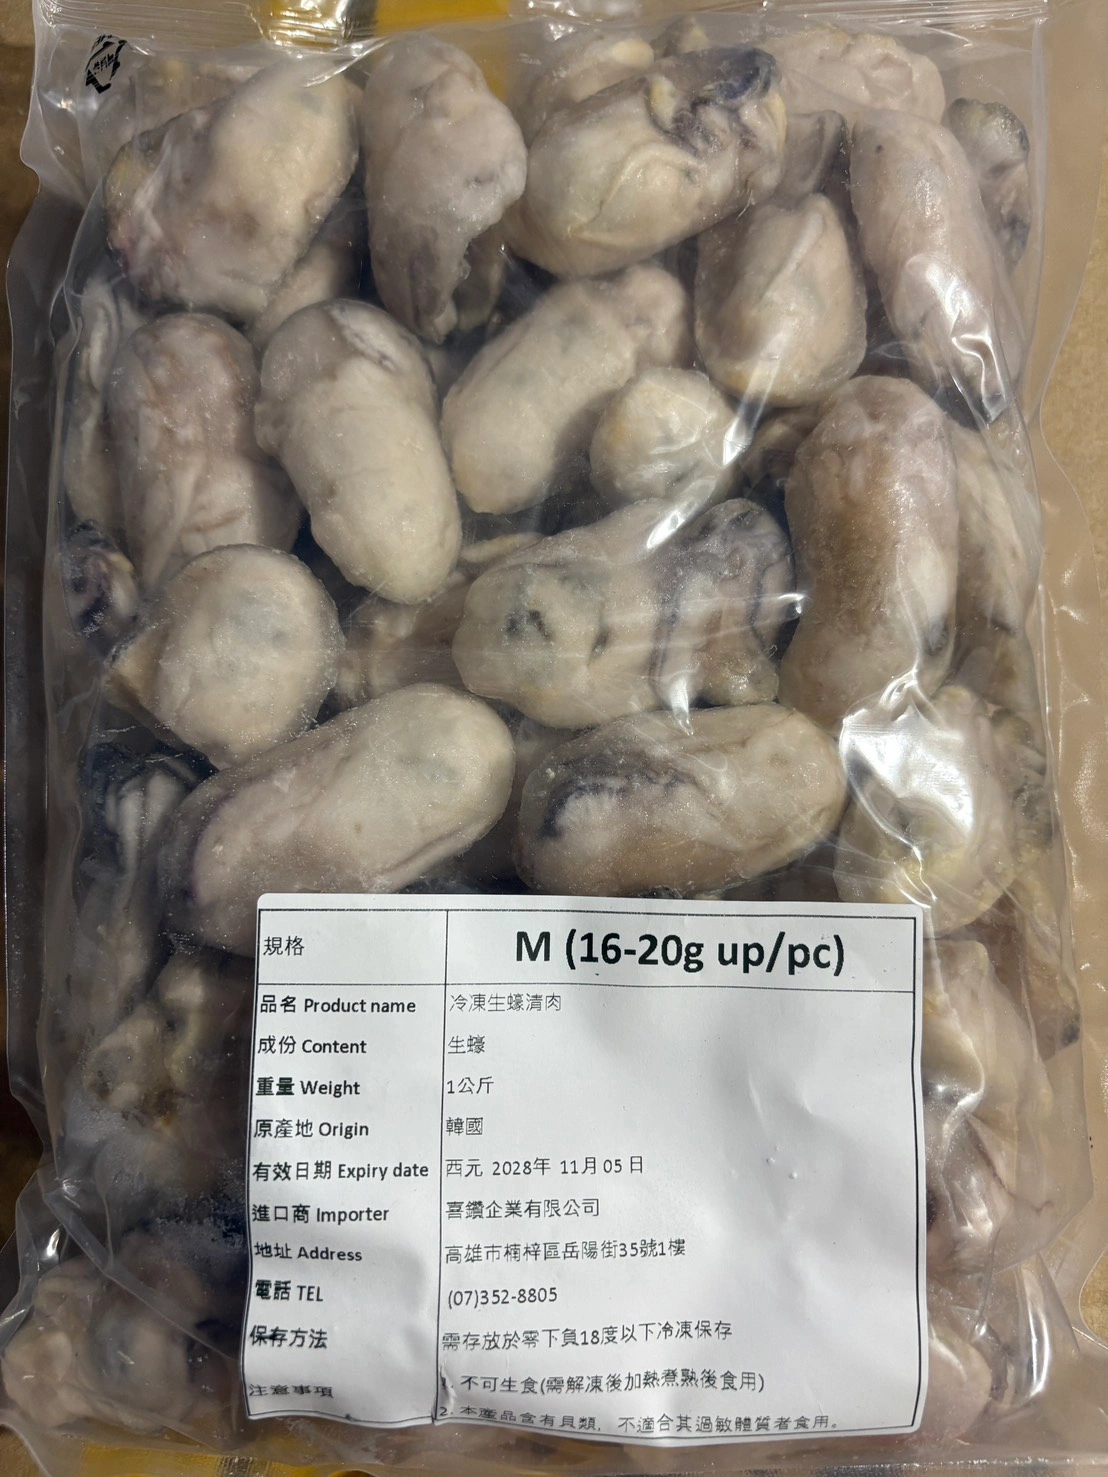 規格 M (16-20g up/pc)
品名 Product name 冷凍生蠔清肉
成份 Content 生蠔
重量 Weight 1公斤
原產地 Origin 韓國
有效日期 Expiry date 西元 2028年 11月05日
進口商 Importer 喜鑽企業有限公司
地址 Address 高雄市楠梓區岳陽街35號1樓
電話 TEL (07)352-8805
保存方法 需存放於零下負18度以下冷凍保存
注意事項 1. 不可生食(需解凍後加熱煮熟後食用)
2. 本產品含有貝類, 不適合其過敏體質者食用。